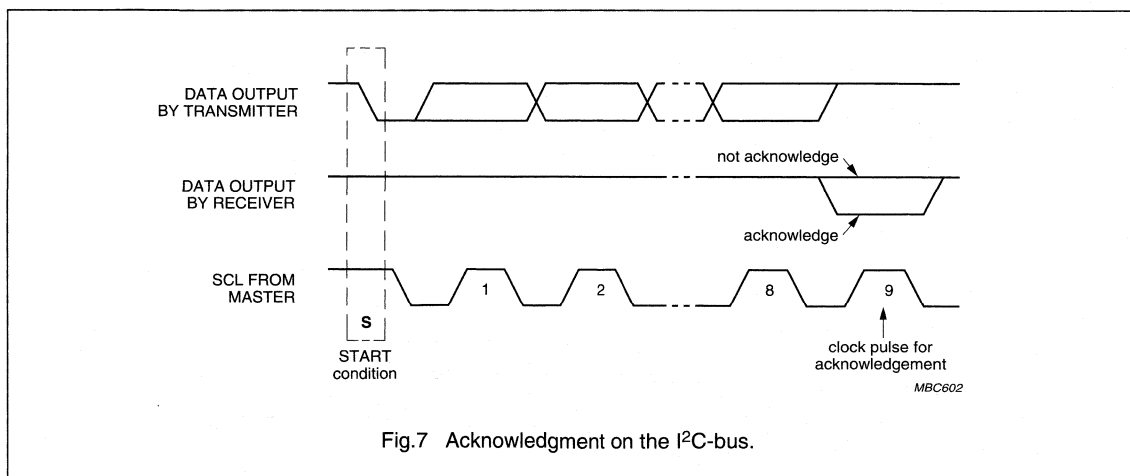 DATA OUTPUT
BY TRANSMITTER
not acknowledge
DATA OUTPUT
BY RECEIVER
acknowledge
SCL FROM
MASTER
1
2
8
9
S
START
condition
clock pulse for
acknowledgement
MBC602
Fig.7 Acknowledgment on the I²C-bus.